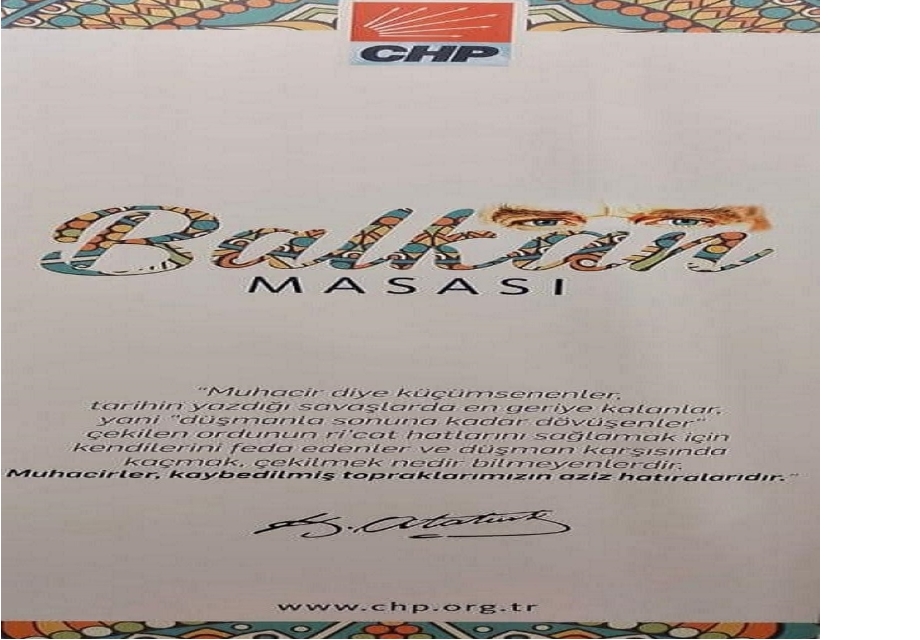 CHP
Balkan
MASASI
"Muhacir diye küçümsenenler,
tarihin yazdığı savaşlarda en geriye kalanlar,
yani "düşmanla sonuna kadar dövüşenler"
çekilen ordunun ri'cat hatlarını sağlamak için
kendilerini feda edenler ve düşman karşısında
kaçmak, çekilmek nedir bilmeyenlerdir.
Muhacirler, kaybedilmiş topraklarımızın aziz hatıralarıdır."
K. Atatürk
www.chp.org.tr